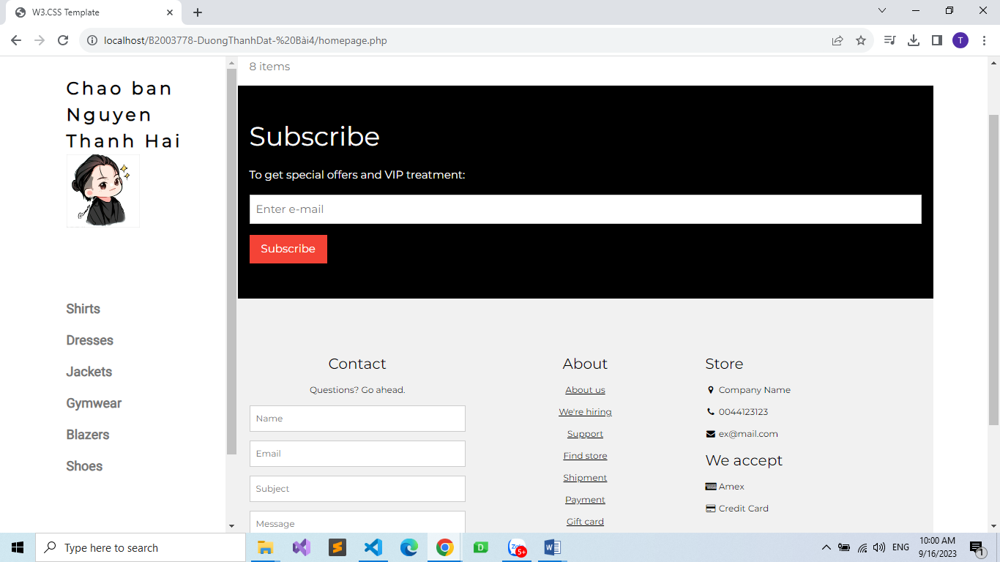 W3.CSS Template
localhost/B2003778-DuongThanhDat-%20Bài4/homepage.php
T
Chao ban
Nguyen
Thanh Hai
Shirts
Dresses
Jackets
Gymwear
Blazers
Shoes
8 items
Subscribe
To get special offers and VIP treatment:
Enter e-mail
Subscribe
Contact
Questions? Go ahead.
Name
Email
Subject
Message
About
About us
We're hiring
Support
Find store
Shipment
Payment
Gift card
Store
Company Name
0044123123
ex@mail.com
We accept
Amex
Credit Card
Type here to search
D
5+
W
ENG
10:00 AM
9/16/2023
1